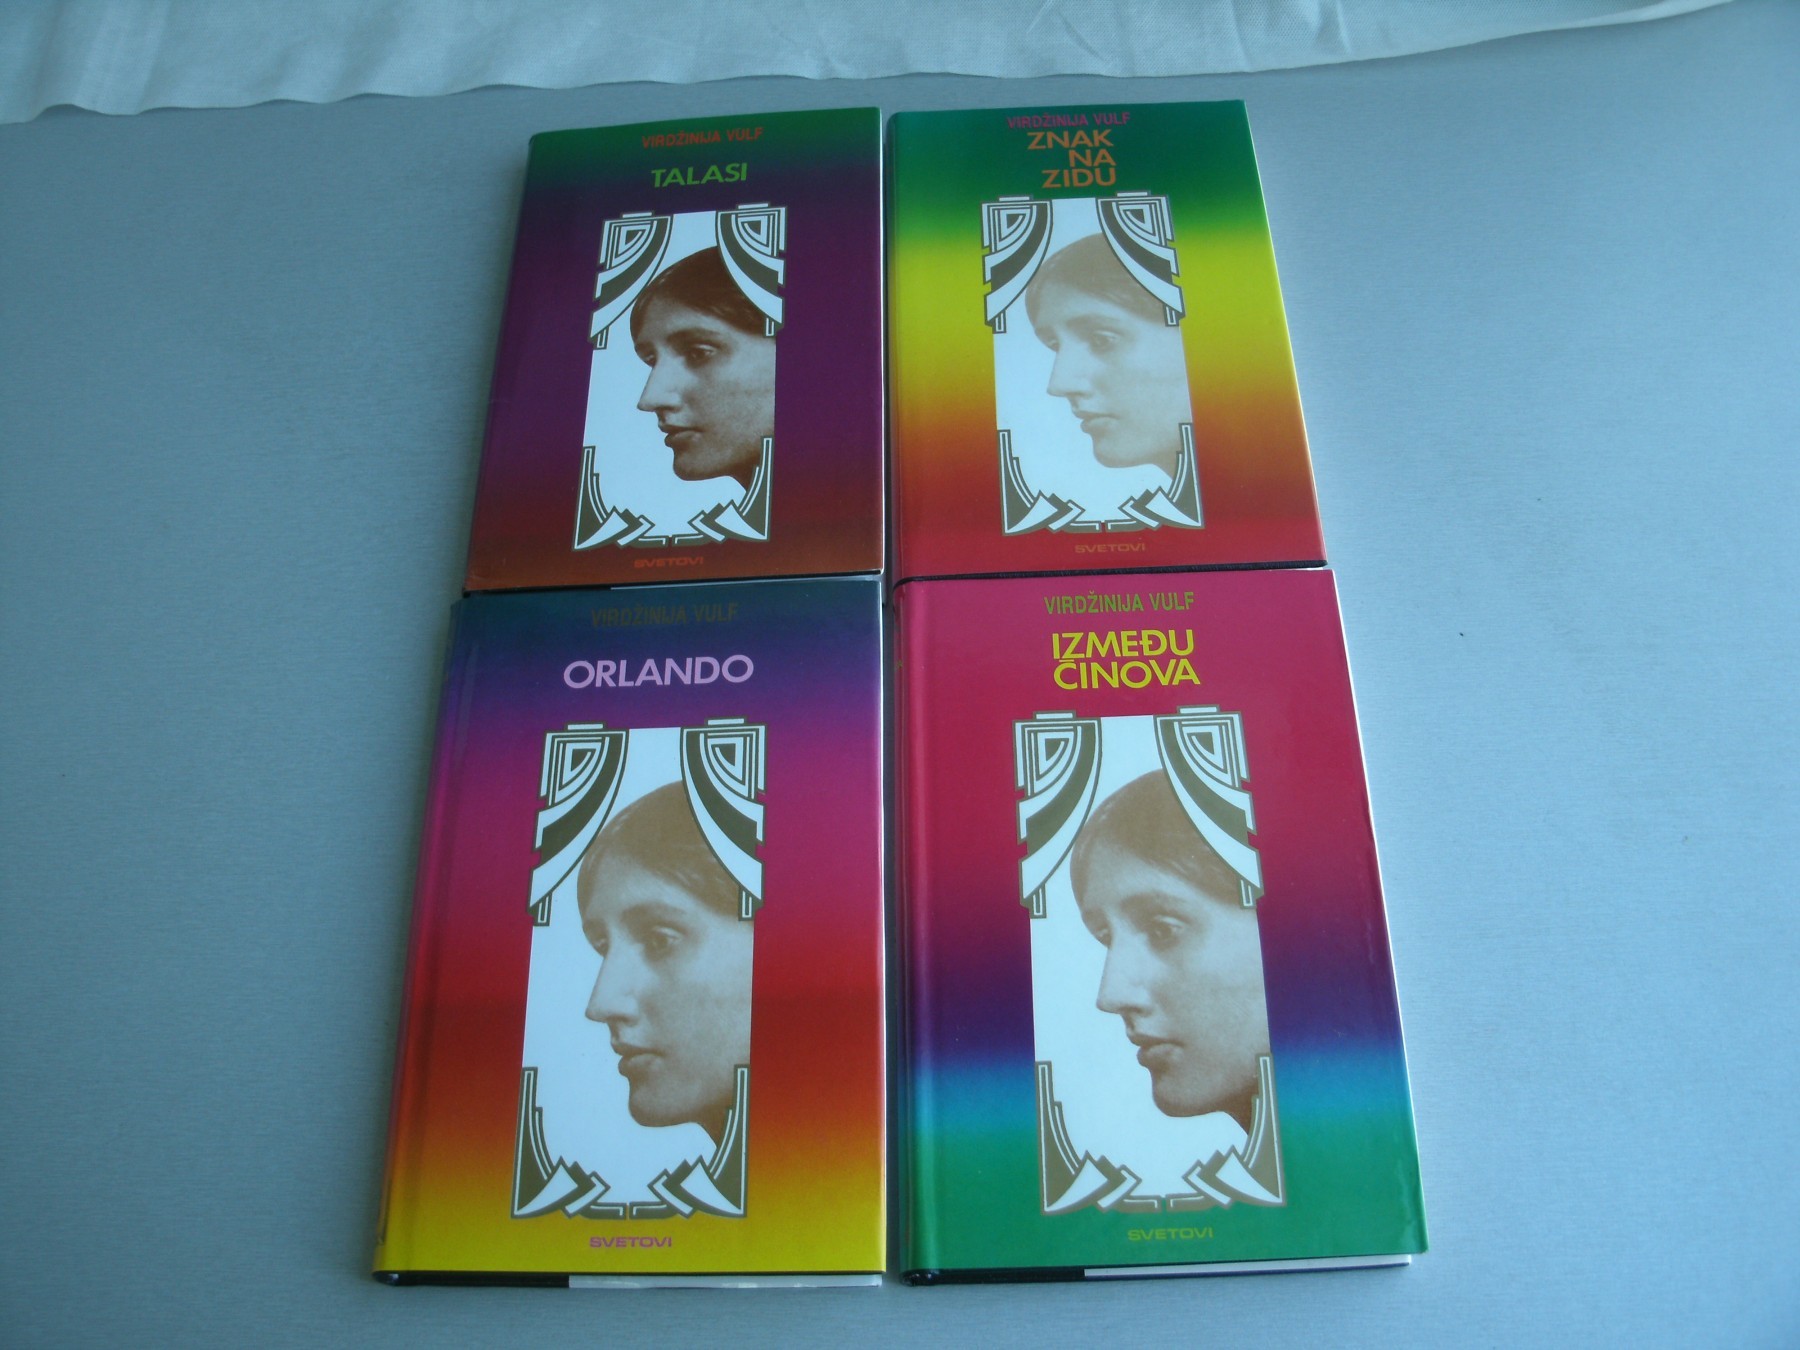 VIRDŽINIJA VULF
TALASI
SVETOVI
VIRDŽINIJA VULF
ZNAK
NA
ZIDU
SVETOVI
VIRDŽINIJA VULF
ORLANDO
SVETOVI
VIRDŽINIJA VULF
IZMEĐU
ČINOVA
SVETOVI